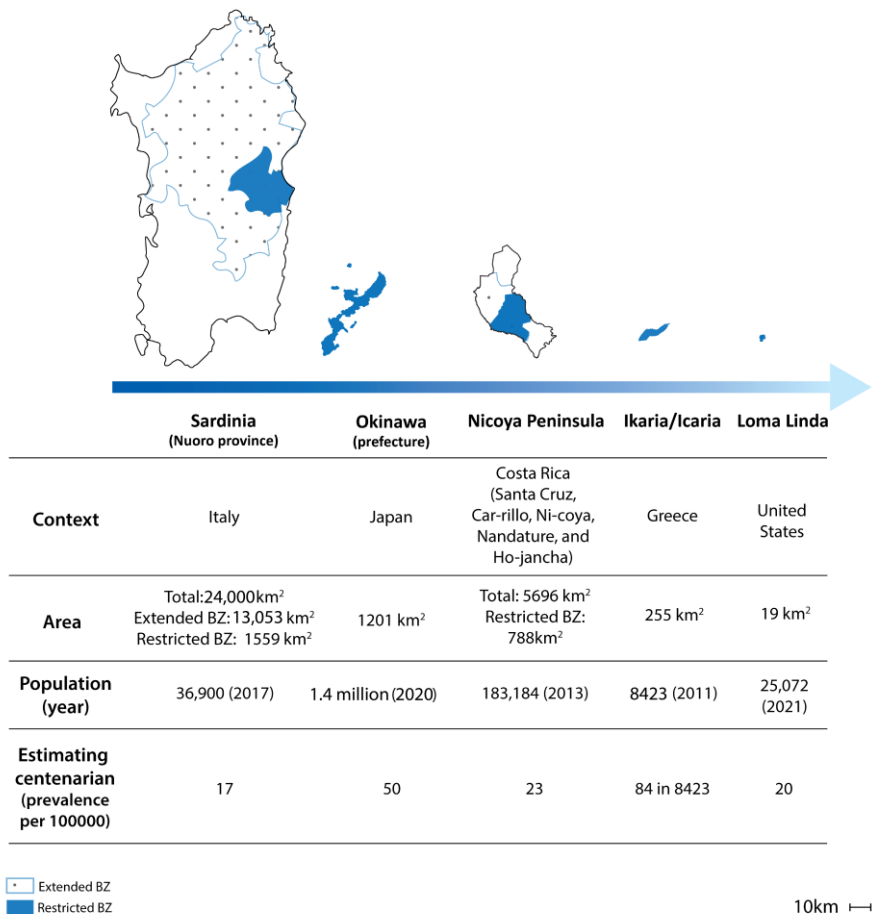 Sardinia
(Nuoro province)
Okinawa
(prefecture)
Nicoya Peninsula
Ikaria/Icaria
Loma Linda
Context
Italy
Japan
Costa Rica
(Santa Cruz,
Car-rillo, Ni-coya,
Nandature, and
Ho-jancha)
Greece
United
States
Area
Total:24,000km²
Extended BZ: 13,053 km²
Restricted BZ: 1559 km²
1201 km²
Total: 5696 km²
Restricted BZ:
788km²
255 km²
19 km²
Population
(year)
36,900 (2017)
1.4 million (2020)
183,184 (2013)
8423 (2011)
25,072
(2021)
Estimating
centenarian
(prevalence
per 100000)
17
50
23
84 in 8423
20
Extended BZ
Restricted BZ
10km